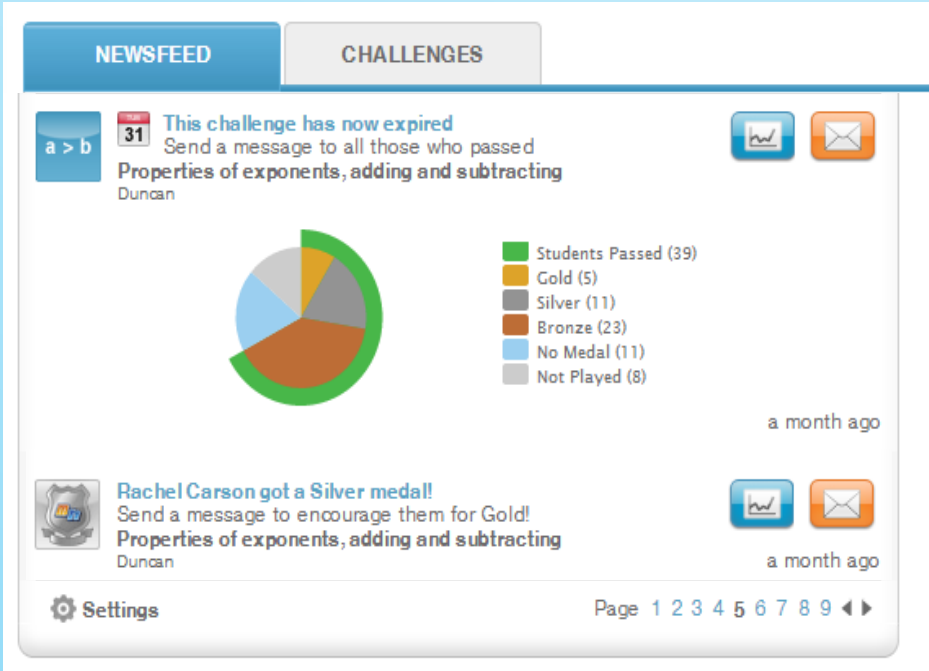 NEWSFEED
CHALLENGES
a > b
31
This challenge has now expired
Send a message to all those who passed
Properties of exponents, adding and subtracting
Duncan
Students Passed (39)
Gold (5)
Silver (11)
Bronze (23)
No Medal (11)
Not Played (8)
a month ago
Rachel Carson got a Silver medal!
Send a message to encourage them for Gold!
Properties of exponents, adding and subtracting
Duncan
a month ago
Settings
Page 1 2 3 4 5 6 7 8 9